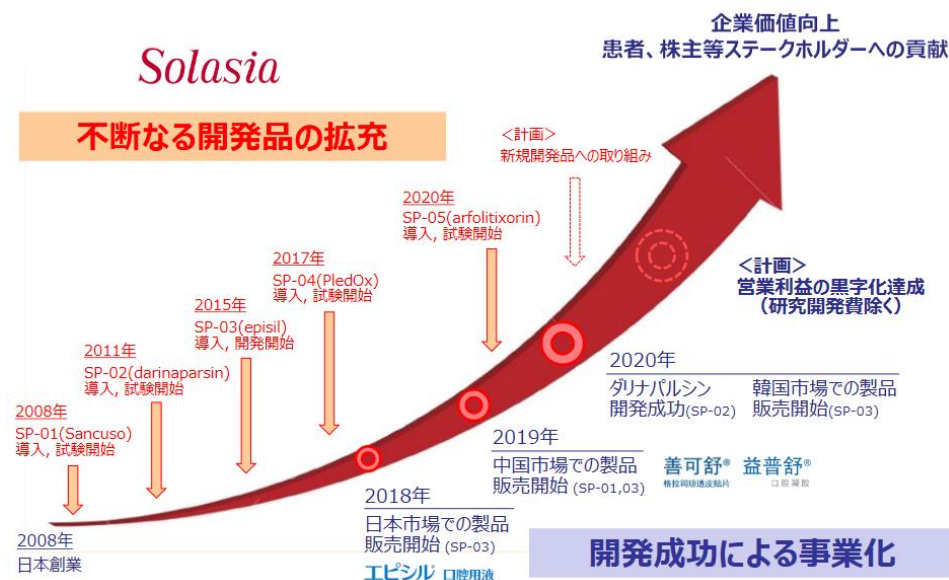 企業価値向上
患者、株主等ステークホルダーへの貢献
Solasia
不断なる開発品の拡充
<計画>
新規開発品への取り組み
2020年
SP-05(arfolitixorin)
導入, 試験開始
2017年
SP-04(PledOx)
導入, 試験開始
2015年
SP-03(episil)
導入, 開発開始
2011年
SP-02(darinaparsin)
導入, 試験開始
2008年
SP-01(Sancuso)
導入, 試験開始
<計画>
営業利益の黒字化達成
（研究開発費除く）
2020年
ダリナパルシン
開発成功(SP-02)
韓国市場での製品
販売開始(SP-03)
2019年
中国市場での製品
販売開始 (SP-01,03)
善可舒®
格拉司琼透皮贴片
益普舒®
口腔凝胶
2018年
日本市場での製品
販売開始 (SP-03)
エピシル 口腔用液
2008年
日本創業
開発成功による事業化